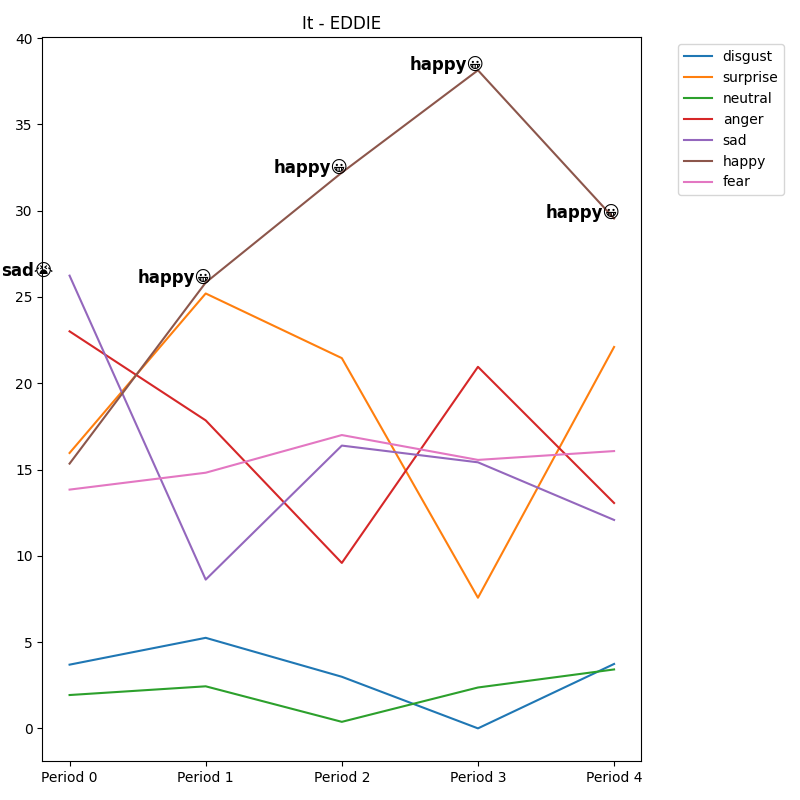 It - EDDIE
40
35
30
25
20
15
10
5
0
happy😀
happy😀
happy😀
happy😀
sad😭
disgust
surprise
neutral
anger
sad
happy
fear
Period 0
Period 1
Period 2
Period 3
Period 4